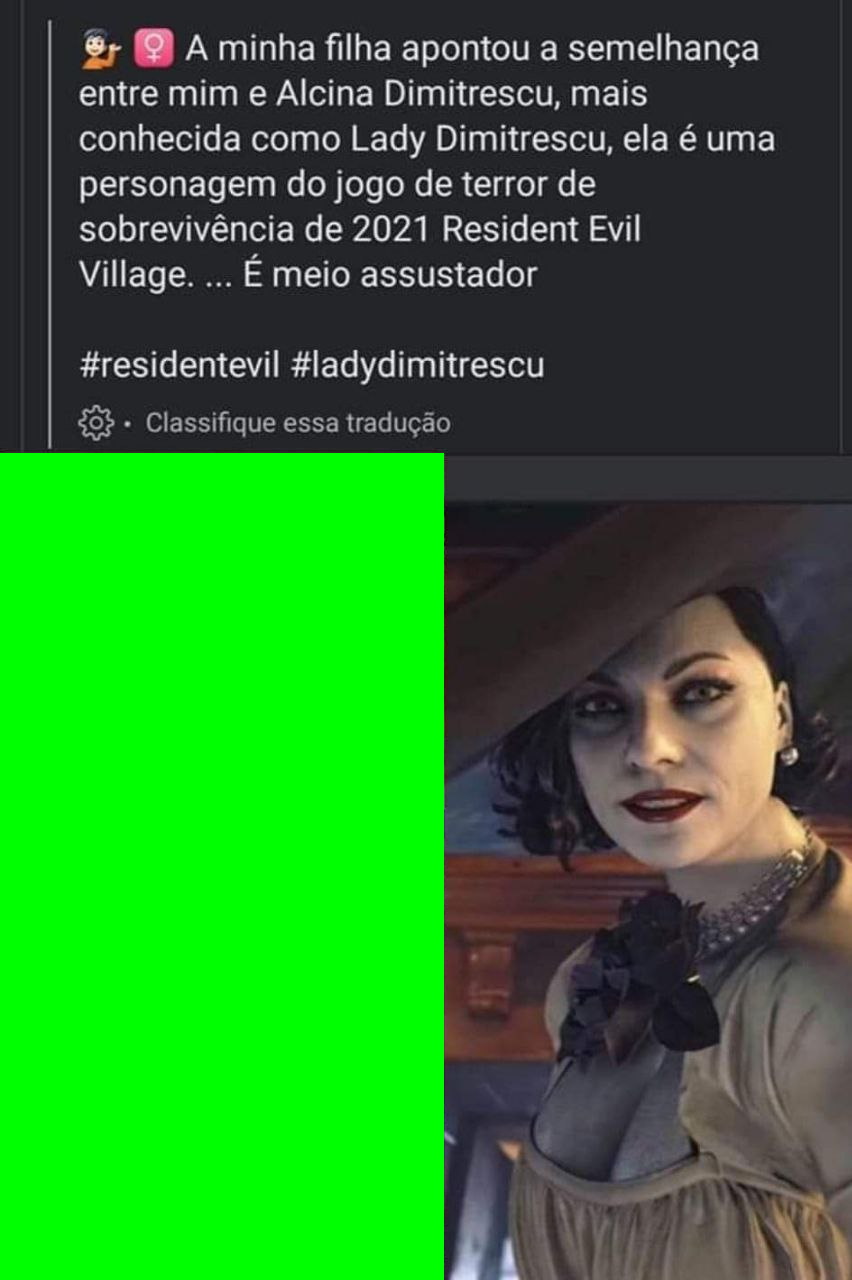 💁🏻‍♀️ A minha filha apontou a semelhança
entre mim e Alcina Dimitrescu, mais
conhecida como Lady Dimitrescu, ela é uma
personagem do jogo de terror de
sobrevivência de 2021 Resident Evil
Village. ... É meio assustador
#residentevil #ladydimitrescu
• Classifique essa tradução